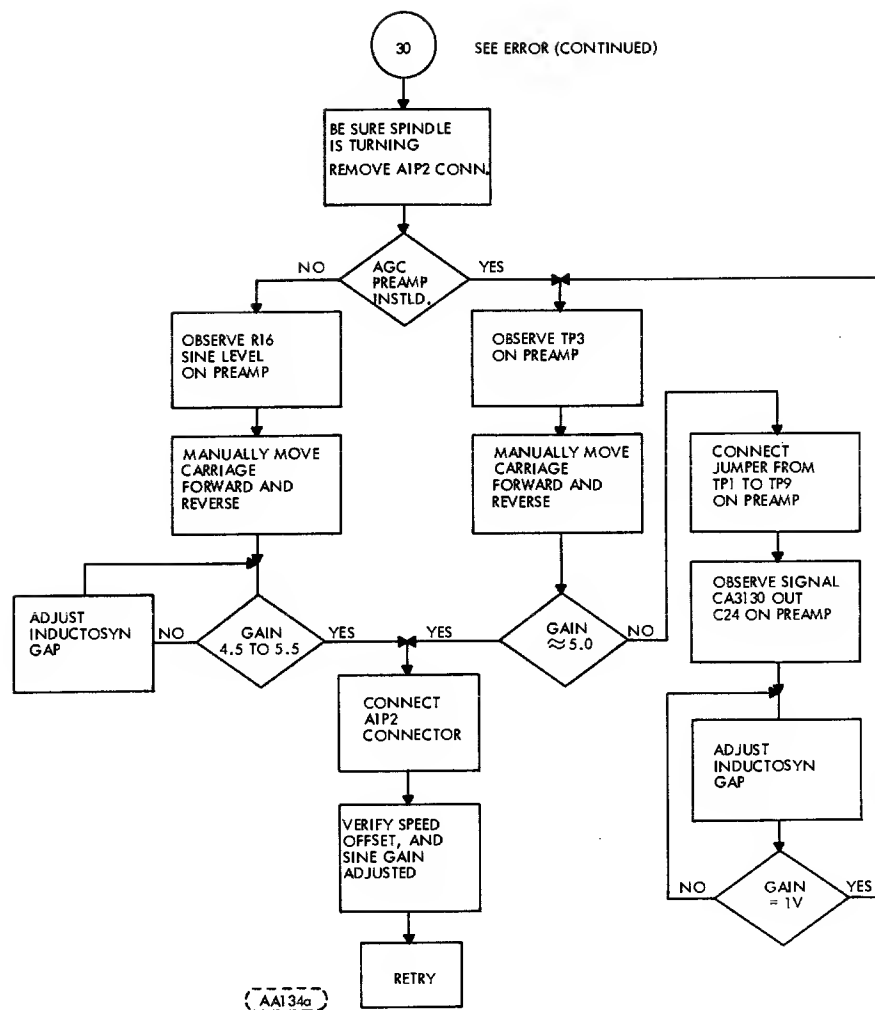 30
SEE ERROR (CONTINUED)
BE SURE SPINDLE
IS TURNING
REMOVE A1P2 CONN.
NO
AGC
PREAMP
INSTLD.
YES
OBSERVE R16
SINE LEVEL
ON PREAMP
OBSERVE TP3
ON PREAMP
MANUALLY MOVE
CARRIAGE
FORWARD AND
REVERSE
MANUALLY MOVE
CARRIAGE
FORWARD AND
REVERSE
CONNECT
JUMPER FROM
TP1 TO TP9
ON PREAMP
OBSERVE SIGNAL
CA3130 OUT
C24 ON PREAMP
ADJUST
INDUCTOSYN
GAP
NO
GAIN
4.5 TO 5.5
YES
YES
GAIN
≈5.0
NO
CONNECT
A1P2
CONNECTOR
ADJUST
INDUCTOSYN
GAP
VERIFY SPEED
OFFSET, AND
SINE GAIN
ADJUSTED
NO
GAIN
= 1V
YES
RETRY
AA134a